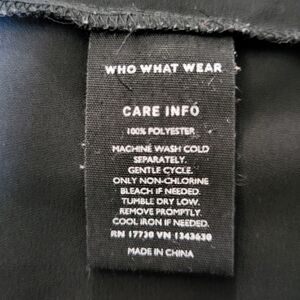 WHO WHAT WEAR
CARE INFO
100% POLYESTER
MACHINE WASH COLD
SEPARATELY.
GENTLE CYCLE.
ONLY NON-CHLORINE
BLEACH IF NEEDED.
TUMBLE DRY LOW.
REMOVE PROMPTLY.
COOL IRON IF NEEDED.
RN 17730 VN 1343630
MADE IN CHINA